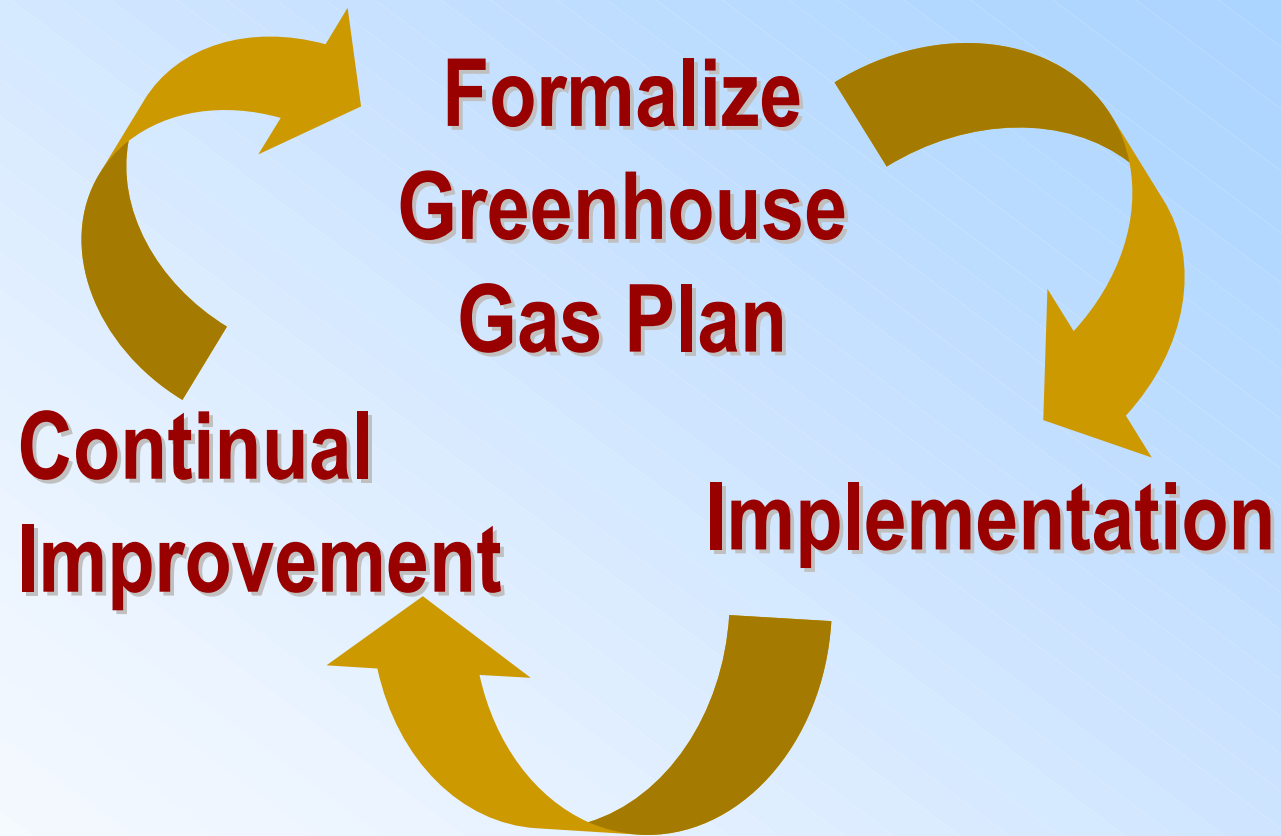 Formalize
Greenhouse
Gas Plan
Continual
Improvement
Implementation